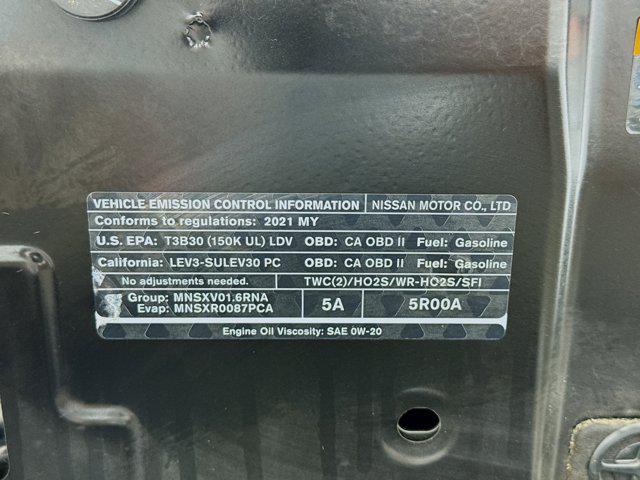 VEHICLE EMISSION CONTROL INFORMATION NISSAN MOTOR CO., LTD
Conforms to regulations: 2021 MY
U.S. EPA: T3B30 (150K UL) LDV OBD: CA OBD II Fuel: Gasoline
California: LEV3-SULEV30 PC OBD: CA OBD II Fuel: Gasoline
No adjustments needed. TWC(2)/HO2S/WR-HO2S/SFI
Group: MNSXV01.6RNA 5A 5R00A
Evap: MNSXR0087PCA
Engine Oil Viscosity: SAE 0W-20